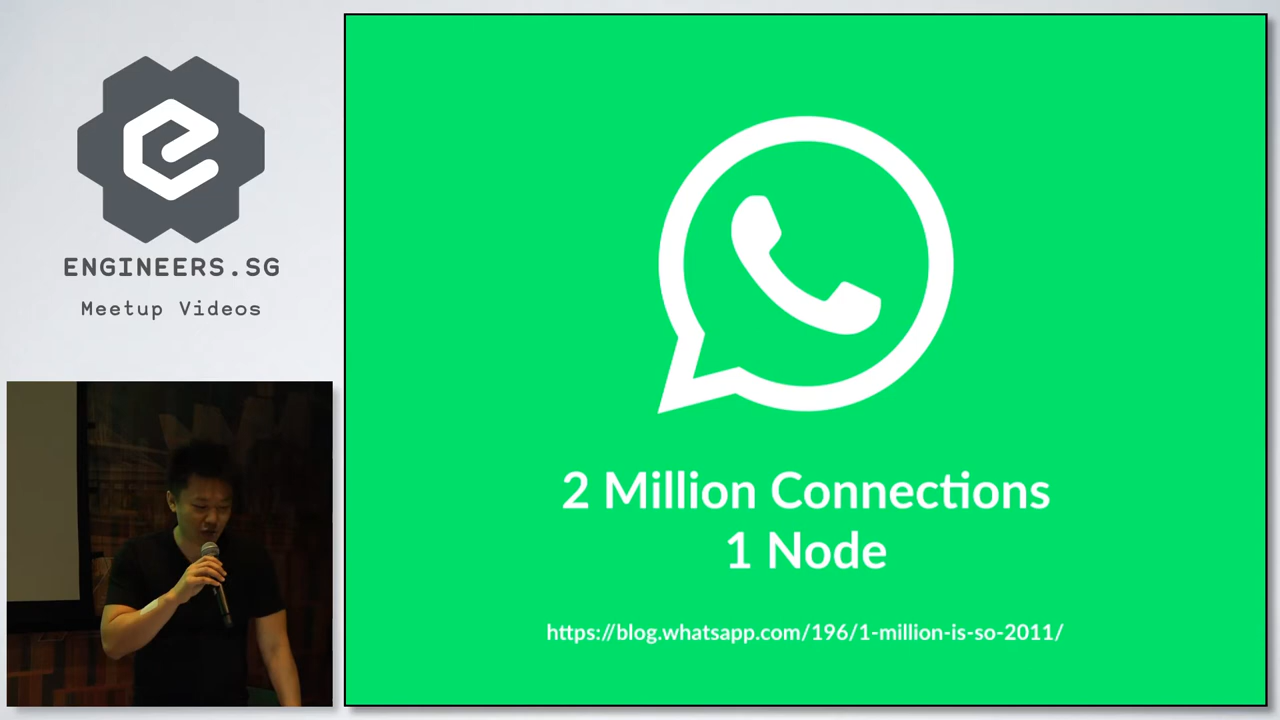 ENGINEERS.SG
Meetup Videos
2 Million Connections
1 Node
https://blog.whatsapp.com/196/1-million-is-so-2011/